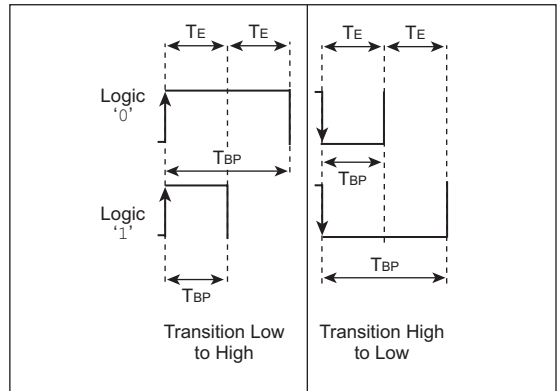 TE TE TE TE
Logic
‘0’
TBP
TBP
Logic
‘1’
TBP
TBP
Transition Low
to High
Transition High
to Low